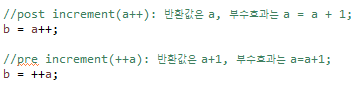 //post increment(a++): 반환값은 a, 부수효과는 a = a + 1;
b = a++;
//pre increment(++a): 반환값은 a+1, 부수효과는 a=a+1;
b = ++a;